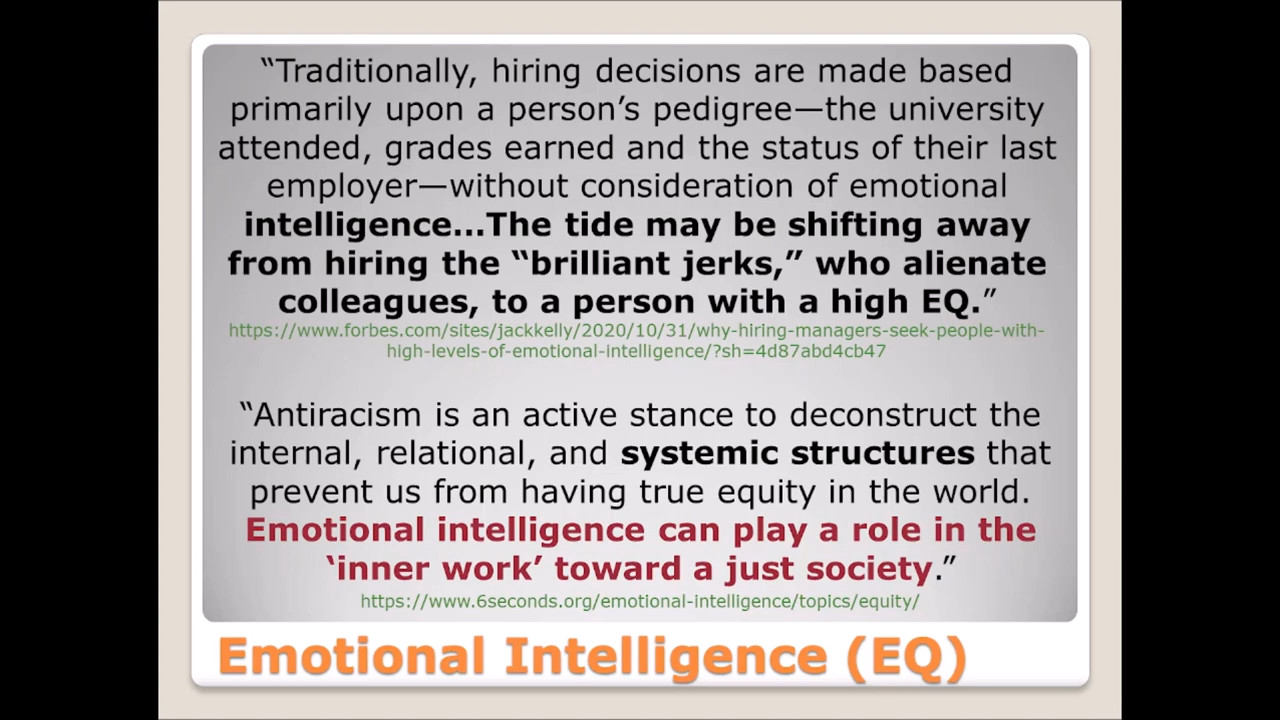 “Traditionally, hiring decisions are made based
primarily upon a person’s pedigree—the university
attended, grades earned and the status of their last
employer—without consideration of emotional
intelligence…The tide may be shifting away
from hiring the “brilliant jerks,” who alienate
colleagues, to a person with a high EQ.”
https://www.forbes.com/sites/jackkelly/2020/10/31/why-hiring-managers-seek-people-with-
high-levels-of-emotional-intelligence/?sh=4d87abd4cb47
“Antiracism is an active stance to deconstruct the
internal, relational, and systemic structures that
prevent us from having true equity in the world.
Emotional intelligence can play a role in the
‘inner work’ toward a just society.”
https://www.6seconds.org/emotional-intelligence/topics/equity/
Emotional Intelligence (EQ)